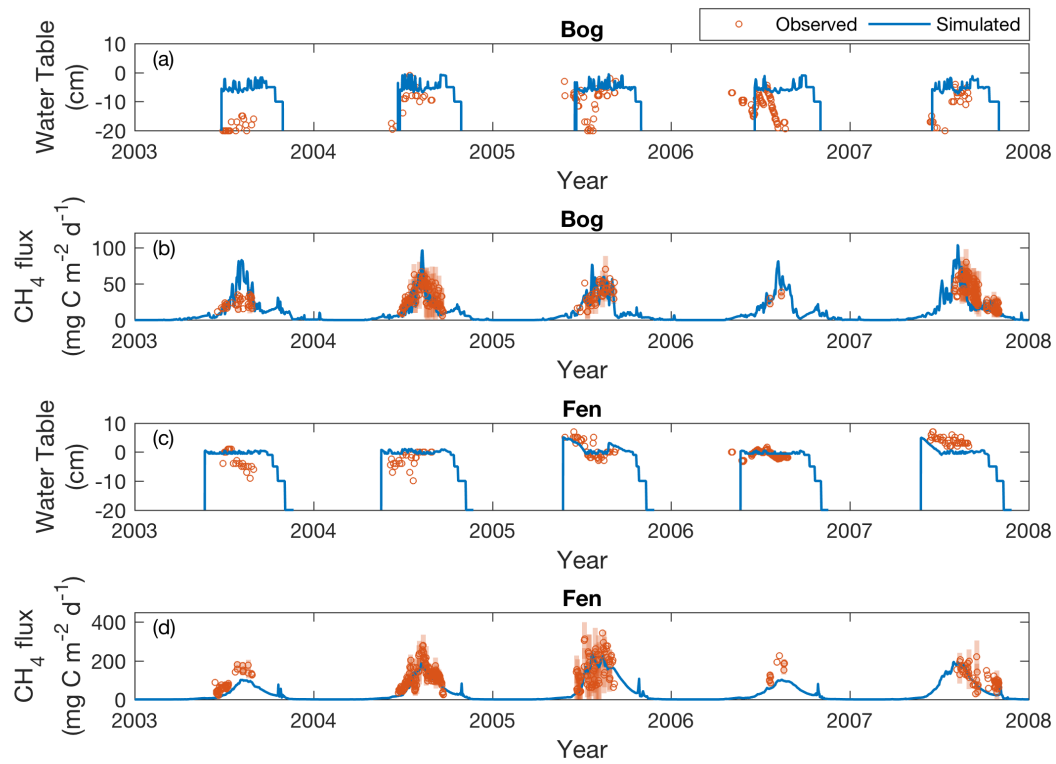 Bog
Observed Simulated
(a)
Water Table
(cm)
10
0
-10
-20
2003 2004 2005 2006 2007 2008
Year
Bog
(b)
CH4 flux
(mg C m-2 d-1)
100
50
0
2003 2004 2005 2006 2007 2008
Year
Fen
(c)
Water Table
(cm)
10
0
-10
-20
2003 2004 2005 2006 2007 2008
Year
Fen
(d)
CH4 flux
(mg C m-2 d-1)
400
200
0
2003 2004 2005 2006 2007 2008
Year